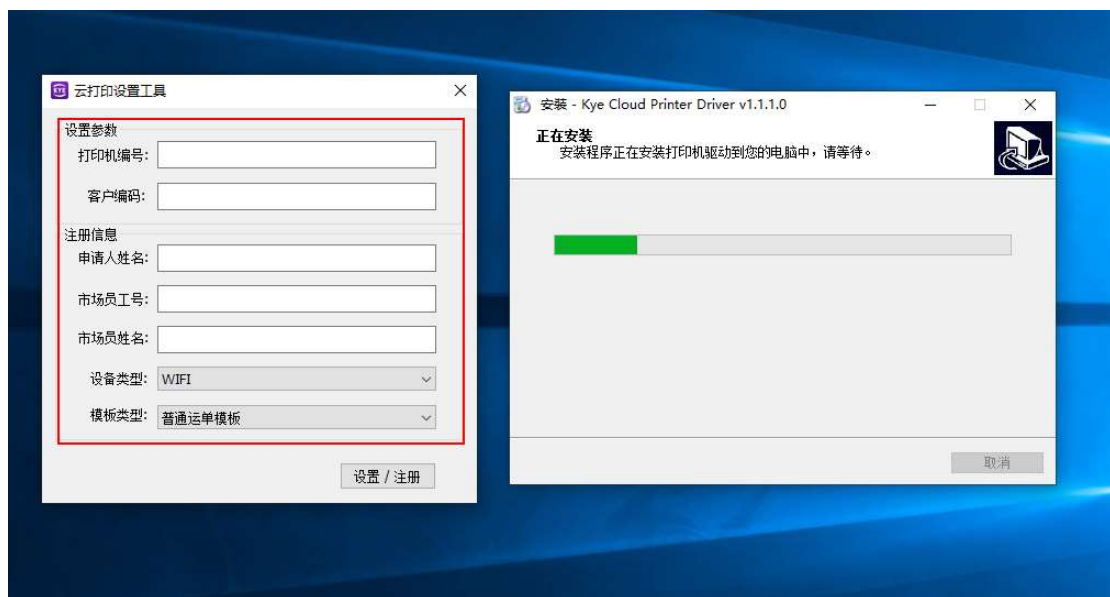 云打印设置工具
设置参数
打印机编号:
客户编码:
注册信息
申请人姓名:
市场员工号:
市场员姓名:
设备类型: WIFI
模板类型: 普通运单模板
设置 / 注册
安装 - Kye Cloud Printer Driver v1.1.1.0
正在安装
安装程序正在安装打印机驱动到您的电脑中，请等待。
取消